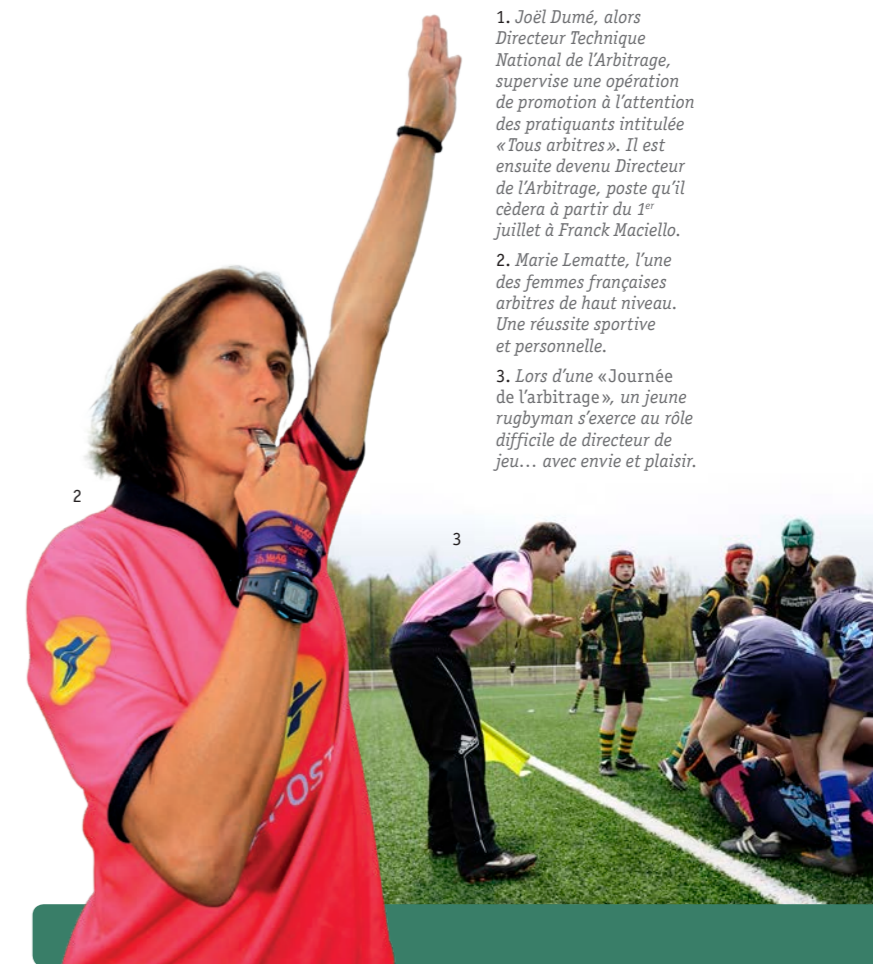 1. Joël Dumé, alors
Directeur Technique
National de l’Arbitrage,
supervise une opération
de promotion à l’attention
des pratiquants intitulée
«Tous arbitres». Il est
ensuite devenu Directeur
de l’Arbitrage, poste qu’il
cèdera à partir du 1er
juillet à Franck Maciello.
2. Marie Lematte, l’une
des femmes françaises
arbitres de haut niveau.
Une réussite sportive
et personnelle.
3. Lors d’une «Journée
de l’arbitrage», un jeune
rugbyman s’exerce au rôle
difficile de directeur de
jeu… avec envie et plaisir.
2
3